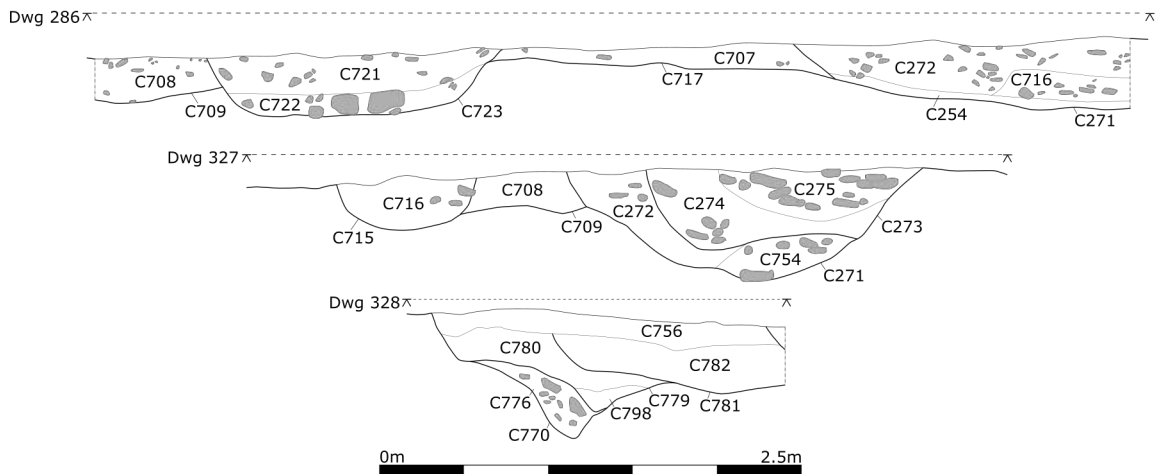 Dwg 286
C708 C721 C707 C272 C716
C722 C709 C723 C717 C254 C271
Dwg 327
C716 C708 C272 C274 C275
C715 C709 C273
C754 C271
Dwg 328
C756
C780 C782
C776 C798 C779 C781
C770
0m 2.5m